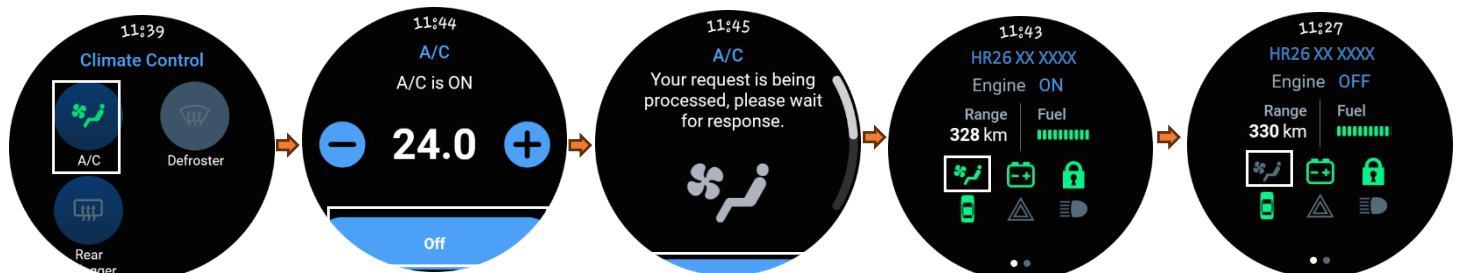 11:39
Climate Control
A/C
Defroster
Rear
11:44
A/C
A/C is ON
24.0
Off
11:45
A/C
Your request is being
processed, please wait
for response.
11:43
HR26 XX XXXX
Engine ON
Range Fuel
328 km
11:27
HR26 XX XXXX
Engine OFF
Range Fuel
330 km